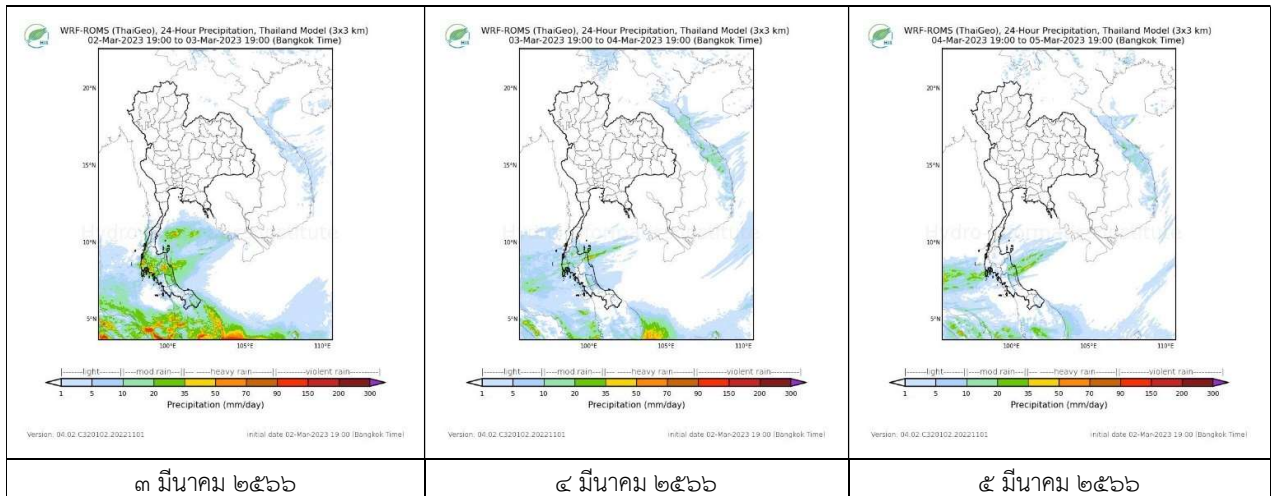 WRF-ROMS (ThaiGeo), 24-Hour Precipitation, Thailand Model (3x3 km)
02-Mar-2023 19:00 to 03-Mar-2023 19:00 (Bangkok Time)
20°N
15°N
10°N
5°N
100°E 105°E 110°E
|-------light-------||----mod rain---||--- -----heavy rain-------||-------violent rain----------|
1 5 10 20 35 50 70 90 150 200 300
Precipitation (mm/day)
Version: 04.02.C320102.20221101 initial date 02-Mar-2023 19:00 (Bangkok Time)
๓ มีนาคม ๒๕๖๖
WRF-ROMS (ThaiGeo), 24-Hour Precipitation, Thailand Model (3x3 km)
03-Mar-2023 19:00 to 04-Mar-2023 19:00 (Bangkok Time)
20°N
15°N
10°N
5°N
100°E 105°E 110°E
|-------light-------||----mod rain---||--- -----heavy rain-------||-------violent rain----------|
1 5 10 20 35 50 70 90 150 200 300
Precipitation (mm/day)
Version: 04.02.C320102.20221101 initial date 02-Mar-2023 19:00 (Bangkok Time)
๔ มีนาคม ๒๕๖๖
WRF-ROMS (ThaiGeo), 24-Hour Precipitation, Thailand Model (3x3 km)
04-Mar-2023 19:00 to 05-Mar-2023 19:00 (Bangkok Time)
20°N
15°N
10°N
5°N
100°E 105°E 110°E
|-------light-------||----mod rain---||--- -----heavy rain-------||-------violent rain----------|
1 5 10 20 35 50 70 90 150 200 300
Precipitation (mm/day)
Version: 04.02.C320102.20221101 initial date 02-Mar-2023 19:00 (Bangkok Time)
๕ มีนาคม ๒๕๖๖